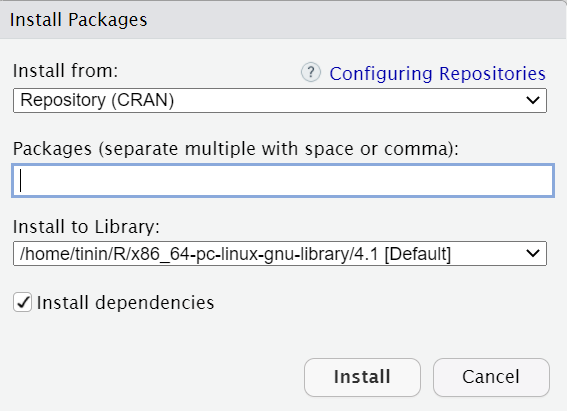 Install Packages
Install from:
? Configuring Repositories
Repository (CRAN)
Packages (separate multiple with space or comma):
Install to Library:
/home/tinin/R/x86_64-pc-linux-gnu-library/4.1 [Default]
Install dependencies
Install
Cancel